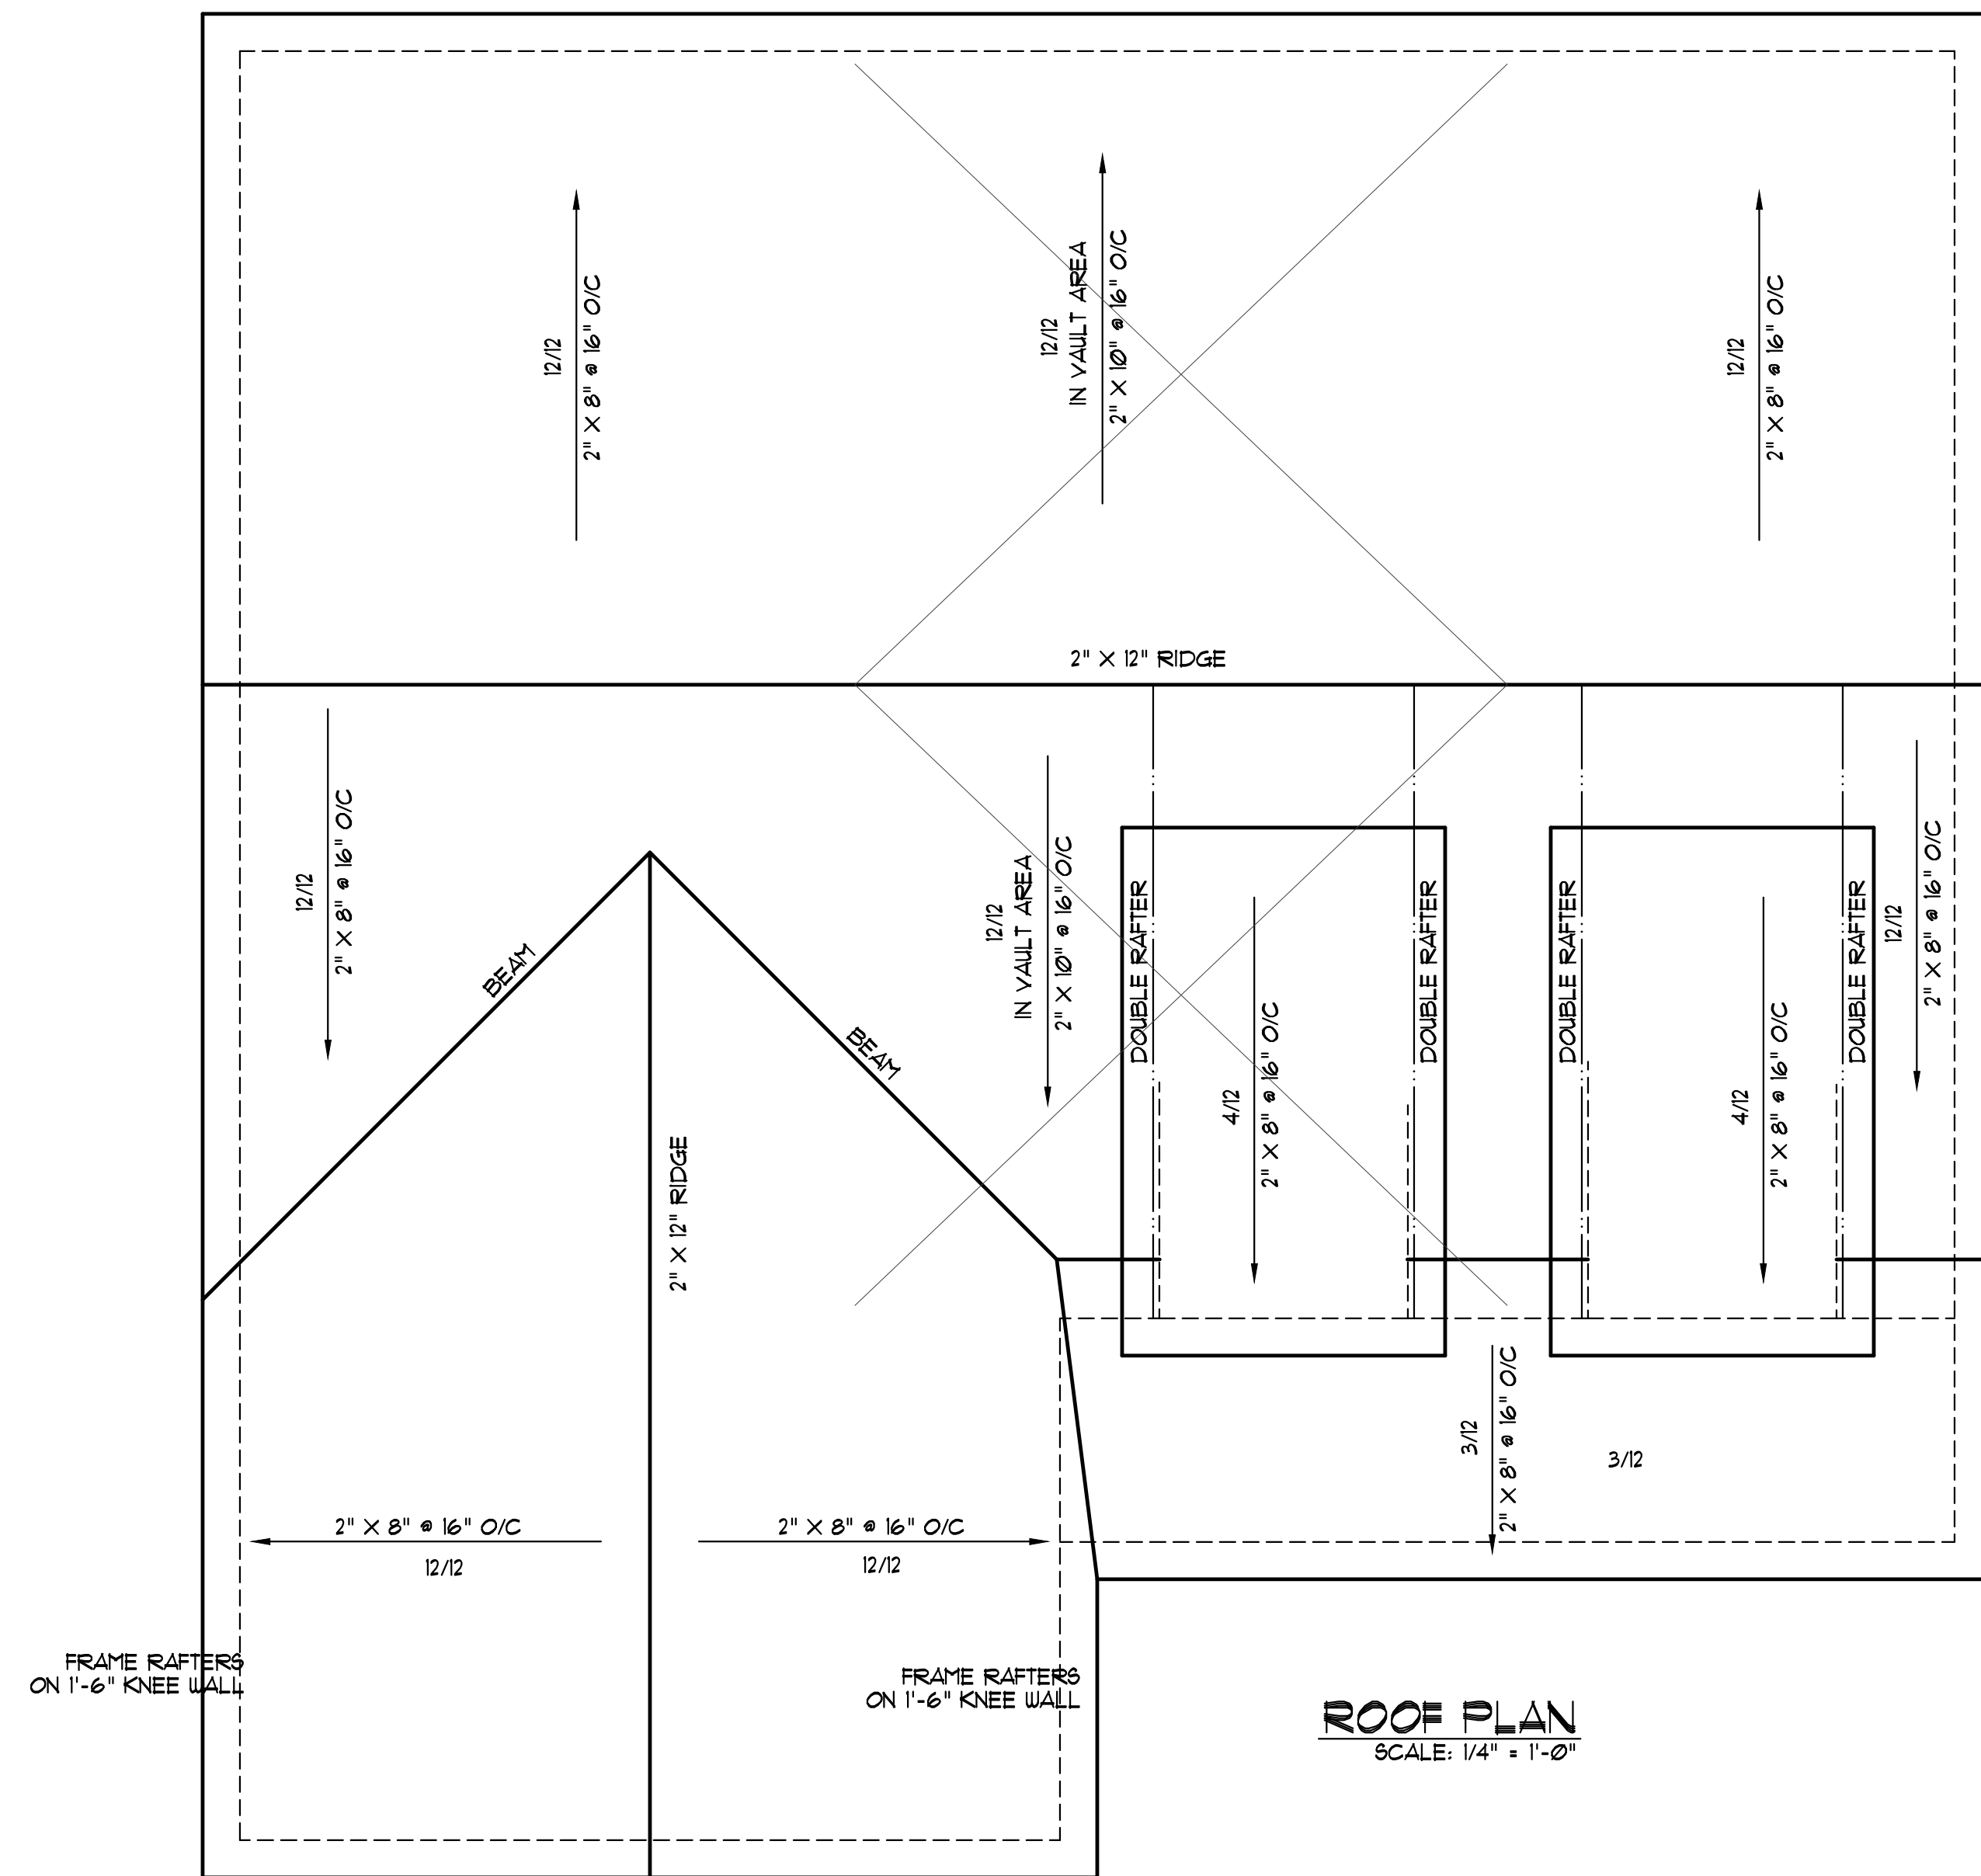 12/12
2" X 8" @ 16" O/C
12/12
IN VAULT AREA
2" X 10" @ 16" O/C
12/12
2" X 8" @ 16" O/C
2" X 12" RIDGE
12/12
2" X 8" @ 16" O/C
BEAM
BEAM
2" X 12" RIDGE
12/12
IN VAULT AREA
2" X 10" @ 16" O/C
DOUBLE RAFTER
4/12
2" X 8" @ 16" O/C
DOUBLE RAFTER
DOUBLE RAFTER
4/12
2" X 8" @ 16" O/C
DOUBLE RAFTER
12/12
2" X 8" @ 16" O/C
3/12
2" X 8" @ 16" O/C
3/12
2" X 8" @ 16" O/C
12/12
2" X 8" @ 16" O/C
12/12
FRAME RAFTERS
ON 1'-6" KNEE WALL
FRAME RAFTERS
ON 1'-6" KNEE WALL
ROOF PLAN
SCALE: 1/4" = 1'-0"